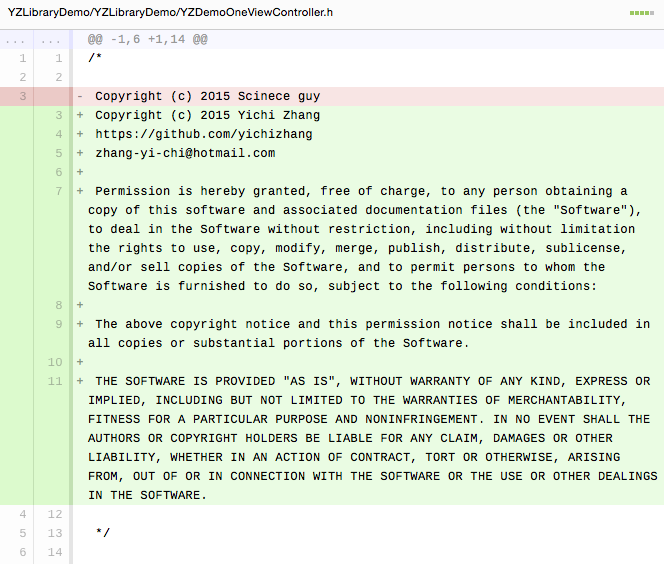 YZLibraryDemo/YZLibraryDemo/YZDemoOneViewController.h
... ... @@ -1,6 +1,14 @@
1 1 /*
2 2
3 - Copyright (c) 2015 Scinece guy
3 + Copyright (c) 2015 Yichi Zhang
4 + https://github.com/yichizhang
5 + zhang-yi-chi@hotmail.com
6 +
7 + Permission is hereby granted, free of charge, to any person obtaining a
copy of this software and associated documentation files (the "Software"),
to deal in the Software without restriction, including without limitation
the rights to use, copy, modify, merge, publish, distribute, sublicense,
and/or sell copies of the Software, and to permit persons to whom the
Software is furnished to do so, subject to the following conditions:
8 +
9 + The above copyright notice and this permission notice shall be included in
all copies or substantial portions of the Software.
10 +
11 + THE SOFTWARE IS PROVIDED "AS IS", WITHOUT WARRANTY OF ANY KIND, EXPRESS OR
IMPLIED, INCLUDING BUT NOT LIMITED TO THE WARRANTIES OF MERCHANTABILITY,
FITNESS FOR A PARTICULAR PURPOSE AND NONINFRINGEMENT. IN NO EVENT SHALL THE
AUTHORS OR COPYRIGHT HOLDERS BE LIABLE FOR ANY CLAIM, DAMAGES OR OTHER
LIABILITY, WHETHER IN AN ACTION OF CONTRACT, TORT OR OTHERWISE, ARISING
FROM, OUT OF OR IN CONNECTION WITH THE SOFTWARE OR THE USE OR OTHER DEALINGS
IN THE SOFTWARE.
4 12
5 13 */
6 14